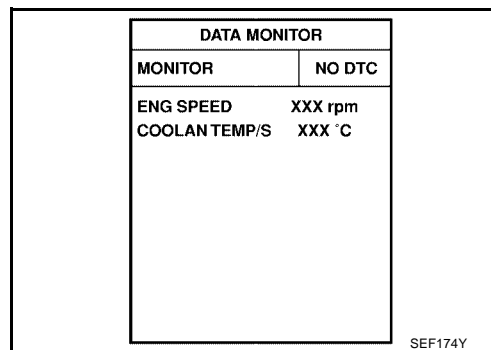 DATA MONITOR
MONITOR NO DTC
ENG SPEED XXX rpm
COOLAN TEMP/S XXX °C
SEF174Y